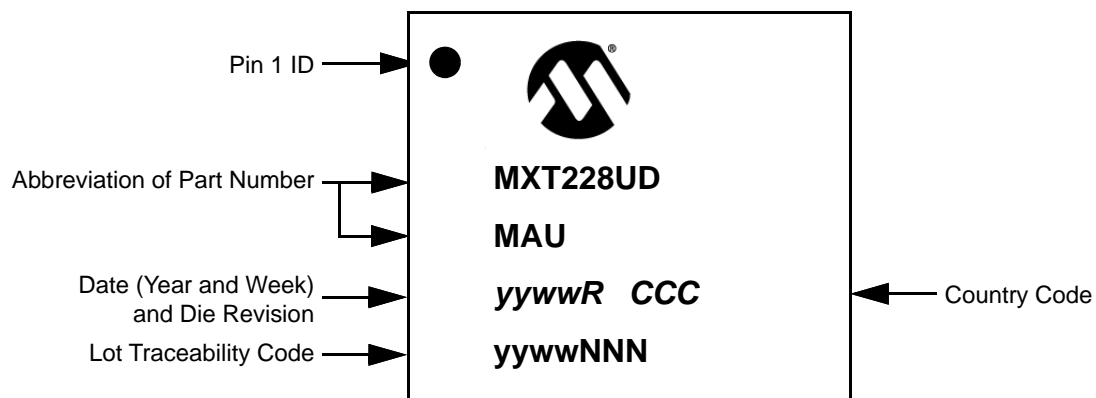 Pin 1 ID
®
Abbreviation of Part Number
MXT228UD
MAU
Date (Year and Week)
and Die Revision
yywwR CCC
Country Code
Lot Traceability Code
yywwNNN